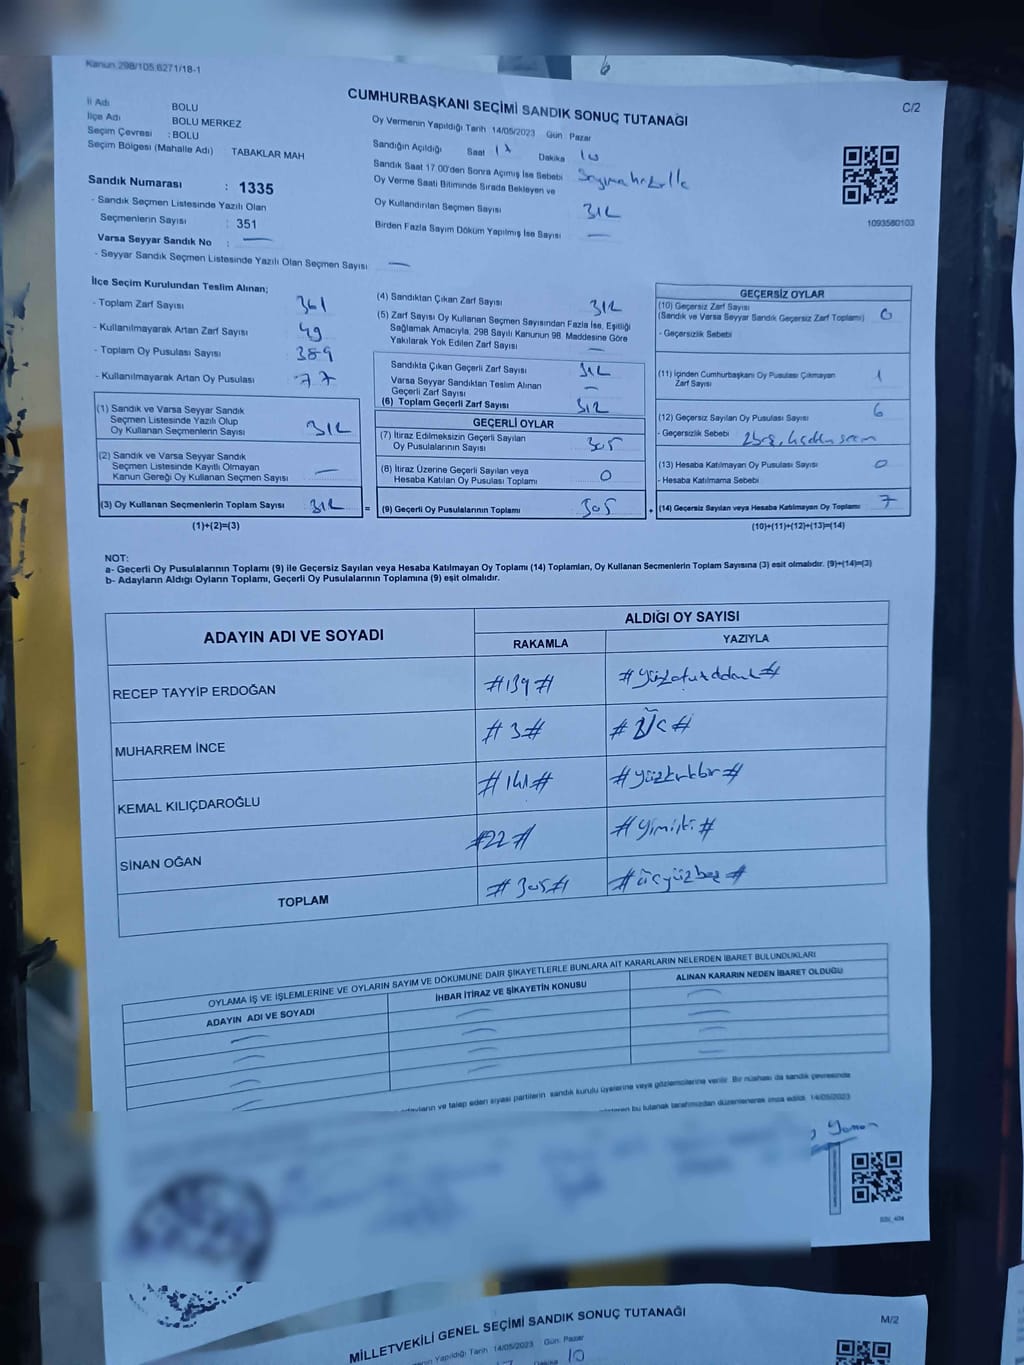 Kanun 298/105 6271/18-1
CUMHURBAŞKANI SEÇİMİ SANDIK SONUÇ TUTANAĞI
C/2
İl Adı BOLU
İlçe Adı BOLU MERKEZ
Seçim Çevresi : BOLU
Seçim Bölgesi (Mahalle Adı) TABAKLAR MAH
Oy Vermenin Yapıldığı Tarih 14/05/2023 Gün Pazar
Sandığın Açıldığı Saat 17 Dakika 10
Sandık Saat 17.00'den Sonra Açımış İse Sebebi
Oy Verme Saati Bitiminde Sırada Bekleyen ve
Oy Kullandırılan Seçmen Sayısı 312
Birden Fazla Sayım Döküm Yapılmış İse Sayısı —
1093580103
Sandık Numarası : 1335
- Sandık Seçmen Listesinde Yazılı Olan
Seçmenlerin Sayısı : 351
Varsa Seyyar Sandık No : —
- Seyyar Sandık Seçmen Listesinde Yazılı Olan Seçmen Sayısı —
İlçe Seçim Kurulundan Teslim Alınan;
- Toplam Zarf Sayısı 361
- Kullanılmayarak Artan Zarf Sayısı 49
- Toplam Oy Pusulası Sayısı 389
- Kullanılmayarak Artan Oy Pusulası 77
(1) Sandık ve Varsa Seyyar Sandık
Seçmen Listesinde Yazılı Olup
Oy Kullanan Seçmenlerin Sayısı 312
(2) Sandık ve Varsa Seyyar Sandık
Seçmen Listesinde Kayıtlı Olmayan
Kanun Gereği Oy Kullanan Seçmen Sayısı —
(3) Oy Kullanan Seçmenlerin Toplam Sayısı 312 =
(1)+(2)=(3)
(4) Sandıktan Çıkan Zarf Sayısı 312
(5) Zarf Sayısı Oy Kullanan Seçmen Sayısından Fazla İse, Eşitliği
Sağlamak Amacıyla, 298 Sayılı Kanunun 98. Maddesine Göre
Yakılarak Yok Edilen Zarf Sayısı —
Sandıkta Çıkan Geçerli Zarf Sayısı 312
Varsa Seyyar Sandıktan Teslim Alınan
Geçerli Zarf Sayısı —
(6) Toplam Geçerli Zarf Sayısı 312
GEÇERLİ OYLAR
(7) İtiraz Edilmeksizin Geçerli Sayılan
Oy Pusulalarının Sayısı 305
(8) İtiraz Üzerine Geçerli Sayılan veya
Hesaba Katılan Oy Pusulası Toplamı 0
(9) Geçerli Oy Pusulalarının Toplamı 305 +
GEÇERSİZ OYLAR
(10) Geçersiz Zarf Sayısı
(Sandık ve Varsa Seyyar Sandık Geçersiz Zarf Toplamı) 0
- Geçersizlik Sebebi
(11) İçinden Cumhurbaşkanı Oy Pusulası Çıkmayan
Zarf Sayısı 1
(12) Geçersiz Sayılan Oy Pusulası Sayısı 6
- Geçersizlik Sebebi
(13) Hesaba Katılmayan Oy Pusulası Sayısı 0
- Hesaba Katılmama Sebebi
(14) Geçersiz Sayılan veya Hesaba Katılmayan Oy Toplamı 7
(10)+(11)+(12)+(13)=(14)
NOT:
a- Geçerli Oy Pusulalarının Toplamı (9) ile Geçersiz Sayılan veya Hesaba Katılmayan Oy Toplamı (14) Toplamları, Oy Kullanan Seçmenlerin Toplam Sayısına (3) eşit olmalıdır. (9)+(14)=(3)
b- Adayların Aldığı Oyların Toplamı, Geçerli Oy Pusulalarının Toplamına (9) eşit olmalıdır.
ADAYIN ADI VE SOYADI
ALDIĞI OY SAYISI
RAKAMLA YAZIYLA
RECEP TAYYİP ERDOĞAN #139# #yüzotuzdokuz#
MUHARREM İNCE #3# #Üç#
KEMAL KILIÇDAROĞLU #141# #yüzkırkbir#
SİNAN OĞAN #22# #yirmiiki#
TOPLAM #305# #üçyüzbeş#
OYLAMA İŞ VE İŞLEMLERİNE VE OYLARIN SAYIM VE DÖKÜMÜNE DAİR ŞİKAYETLERLE BUNLARA AİT KARARLARIN NELERDEN İBARET BULUNDUKLARI
ADAYIN ADI VE SOYADI İHBAR İTİRAZ VE ŞİKAYETİN KONUSU ALINAN KARARIN NEDEN İBARET OLDUĞU
adayların ve talep eden siyasi partilerin sandık kurulu üyelerine veya gözlemcilerine verilir. Bir nüshası da sandık çevresinde
bu tutanak tarafımızdan düzenlenerek imza edildi. 14/05/2023
MİLLETVEKİLİ GENEL SEÇİMİ SANDIK SONUÇ TUTANAĞI
M/2
Yapıldığı Tarih 14/05/2023 Gün Pazar
Dakika 10